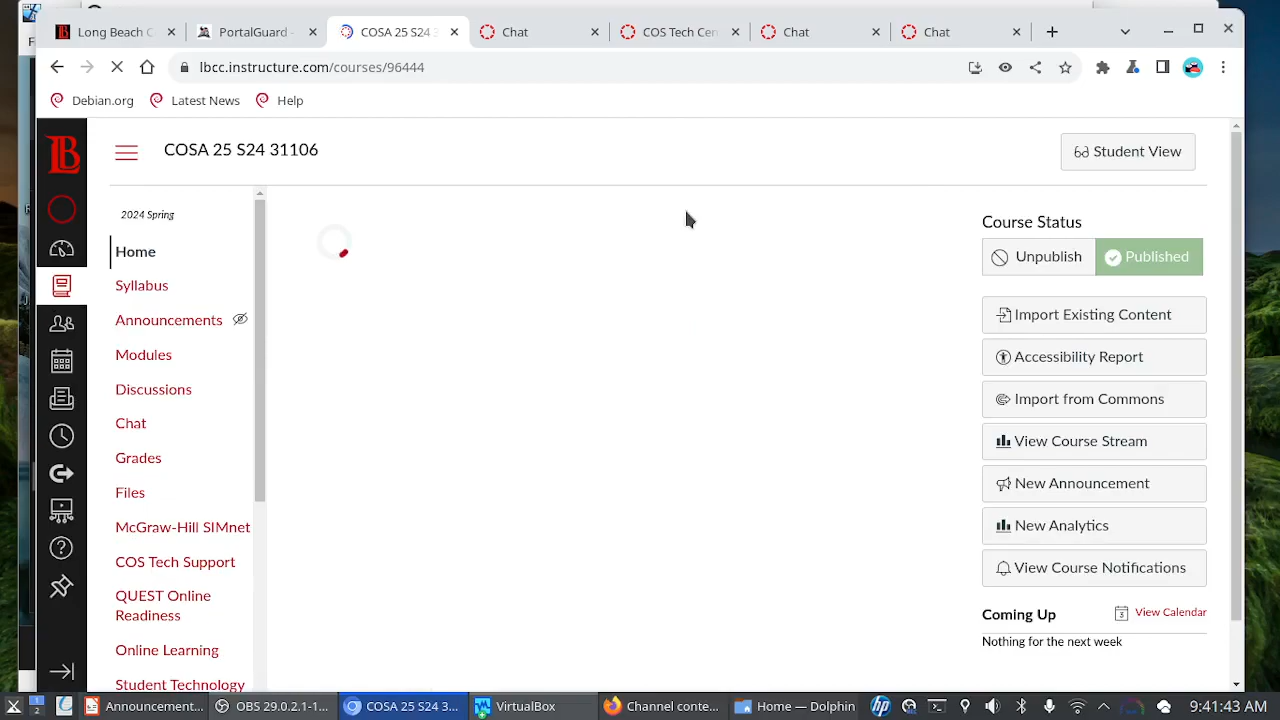 Long Beach C
PortalGuard -
COSA 25 S24 3
Chat
COS Tech Cen
Chat
Chat
lbcc.instructure.com/courses/96444
Debian.org
Latest News
Help
LB
COSA 25 S24 31106
Student View
2024 Spring
Home
Syllabus
Announcements
Modules
Discussions
Chat
Grades
Files
McGraw-Hill SIMnet
COS Tech Support
QUEST Online
Readiness
Online Learning
Student Technology
Course Status
Unpublish
Published
Import Existing Content
Accessibility Report
Import from Commons
View Course Stream
New Announcement
New Analytics
View Course Notifications
Coming Up
View Calendar
Nothing for the next week
1
2
Announcement...
OBS 29.0.2.1-1...
COSA 25 S24 3...
VirtualBox
Channel conte...
Home — Dolphin
9:41:43 AM